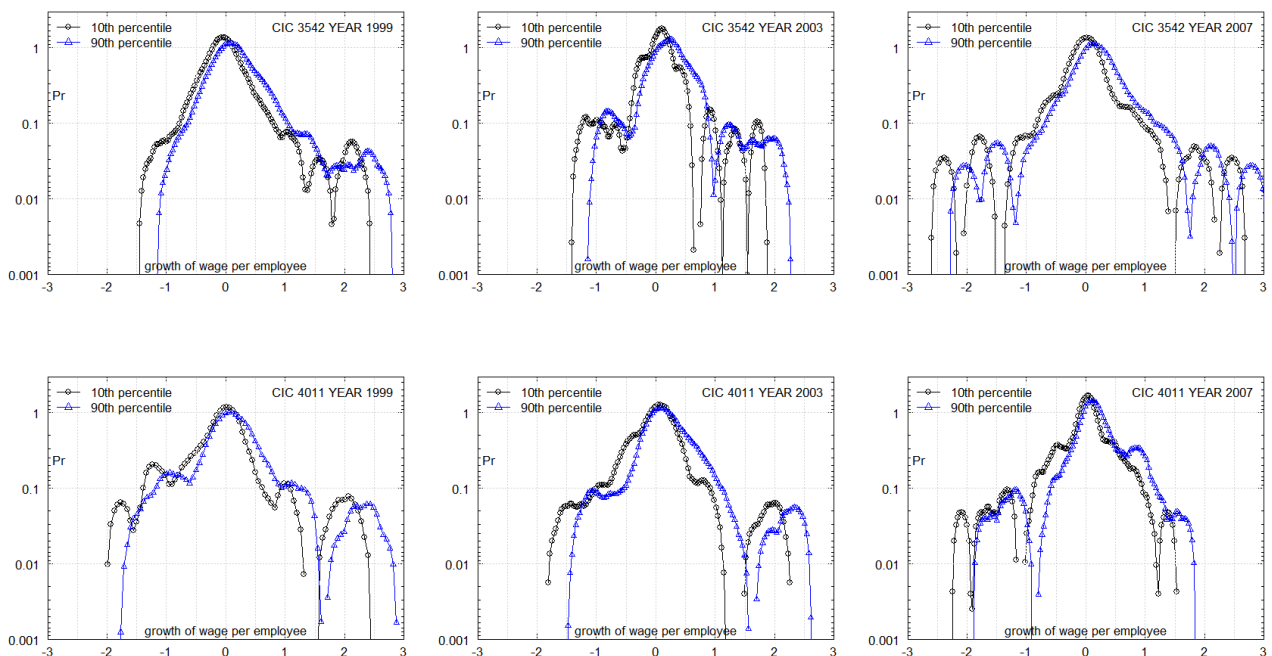 10th percentile CIC 3542 YEAR 1999
90th percentile
1
Pr
0.1
0.01
0.001
growth of wage per employee
-3 -2 -1 0 1 2 3
10th percentile CIC 3542 YEAR 2003
90th percentile
1
Pr
0.1
0.01
0.001
growth of wage per employee
-3 -2 -1 0 1 2 3
10th percentile CIC 3542 YEAR 2007
90th percentile
1
Pr
0.1
0.01
0.001
growth of wage per employee
-3 -2 -1 0 1 2 3
10th percentile CIC 4011 YEAR 1999
90th percentile
1
Pr
0.1
0.01
0.001
growth of wage per employee
-3 -2 -1 0 1 2 3
10th percentile CIC 4011 YEAR 2003
90th percentile
1
Pr
0.1
0.01
0.001
growth of wage per employee
-3 -2 -1 0 1 2 3
10th percentile CIC 4011 YEAR 2007
90th percentile
1
Pr
0.1
0.01
0.001
growth of wage per employee
-3 -2 -1 0 1 2 3